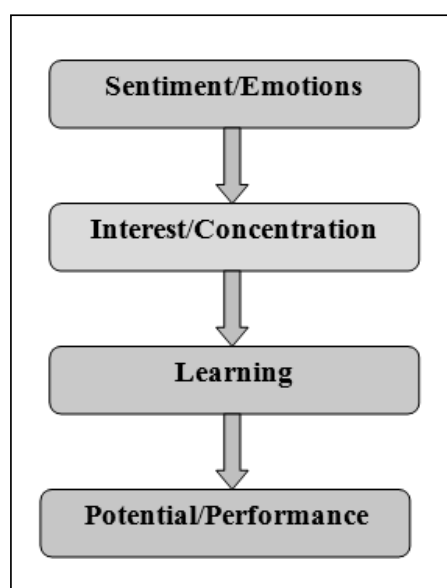 Sentiment/Emotions
Interest/Concentration
Learning
Potential/Performance